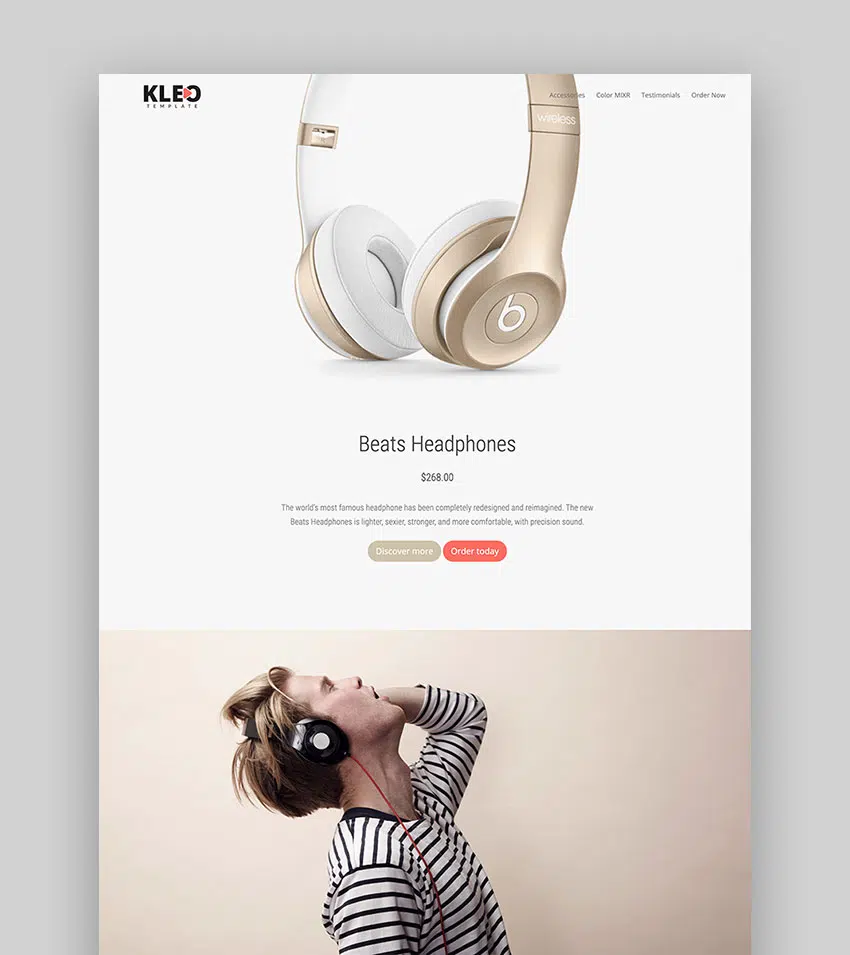 KLEO
TEMPLATE
Accessories Color MIXR Testimonials Order Now
wireless
b
Beats Headphones
$268.00
The world's most famous headphone has been completely redesigned and reimagined. The new
Beats Headphones is lighter, sexier, stronger, and more comfortable, with precision sound.
Discover more Order today